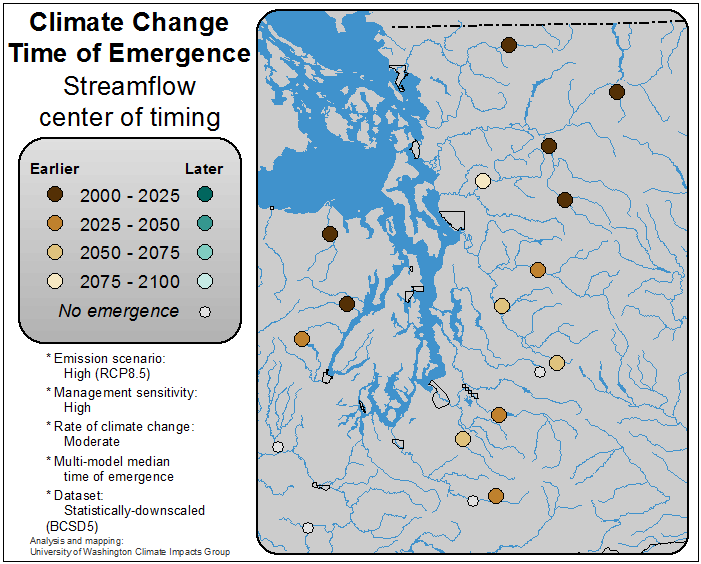 Climate Change
Time of Emergence
Streamflow
center of timing
Earlier Later
2000 - 2025
2025 - 2050
2050 - 2075
2075 - 2100
No emergence
* Emission scenario:
High (RCP8.5)
* Management sensitivity:
High
* Rate of climate change:
Moderate
* Multi-model median
time of emergence
* Dataset:
Statistically-downscaled
(BCSD5)
Analysis and mapping:
University of Washington Climate Impacts Group